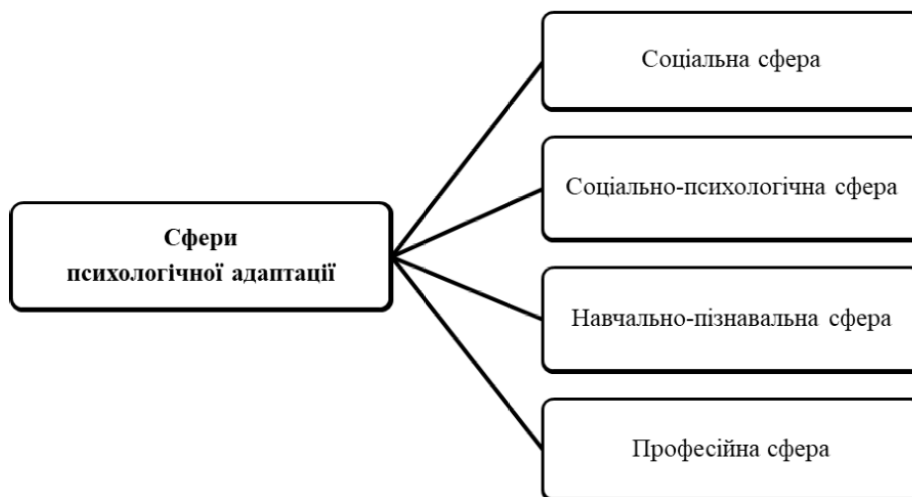 Соціальна сфера
Соціально-психологічна сфера
Сфери
психологічної адаптації
Навчально-пізнавальна сфера
Професійна сфера